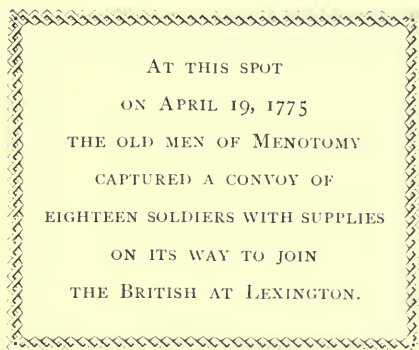 At this spot
on April 19, 1775
the old men of Menotomy
captured a convoy of
eighteen soldiers with supplies
on its way to join
the British at Lexington.